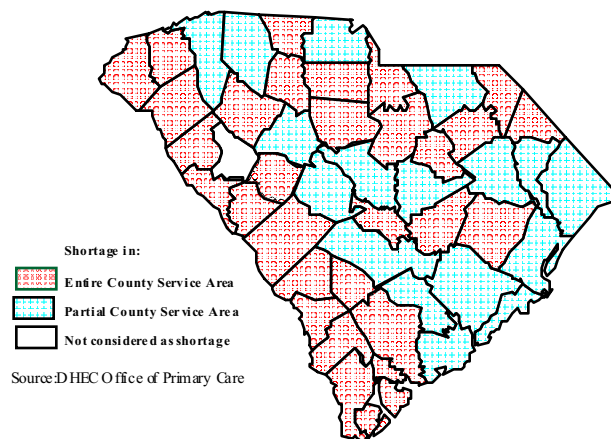 Shortage in:
Entire County Service Area
Partial County Service Area
Not considered as shortage
Source:DHEC Office of Primary Care